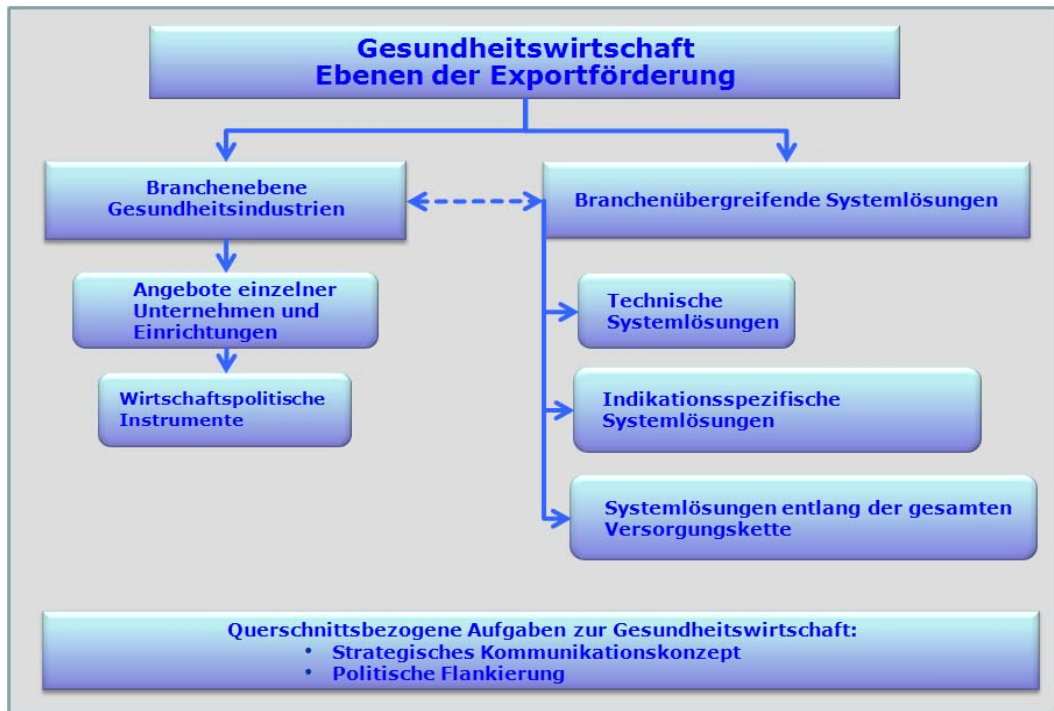 Gesundheitswirtschaft
Ebenen der Exportförderung
Branchenebene
Gesundheitsindustrien
Branchenübergreifende Systemlösungen
Angebote einzelner
Unternehmen und
Einrichtungen
Wirtschaftspolitische
Instrumente
Technische
Systemlösungen
Indikationsspezifische
Systemlösungen
Systemlösungen entlang der gesamten
Versorgungskette
Querschnittsbezogene Aufgaben zur Gesundheitswirtschaft:
• Strategisches Kommunikationskonzept
• Politische Flankierung